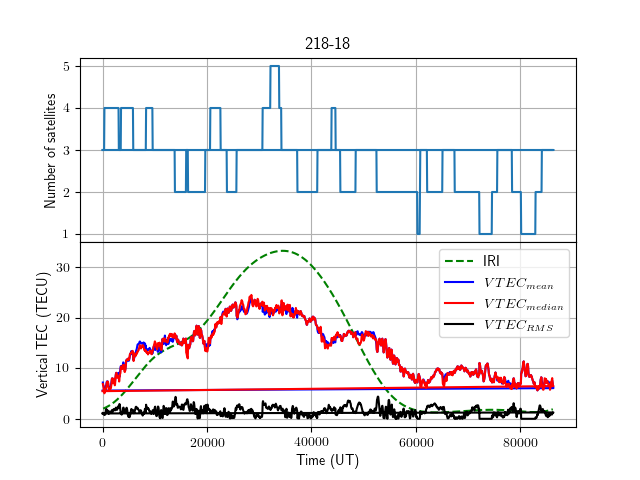 218-18
5
4
3
2
1
Number of satellites
30
20
10
0
Vertical TEC (TECU)
IRI
VTEC_mean
VTEC_median
VTEC_RMS
0 20000 40000 60000 80000
Time (UT)